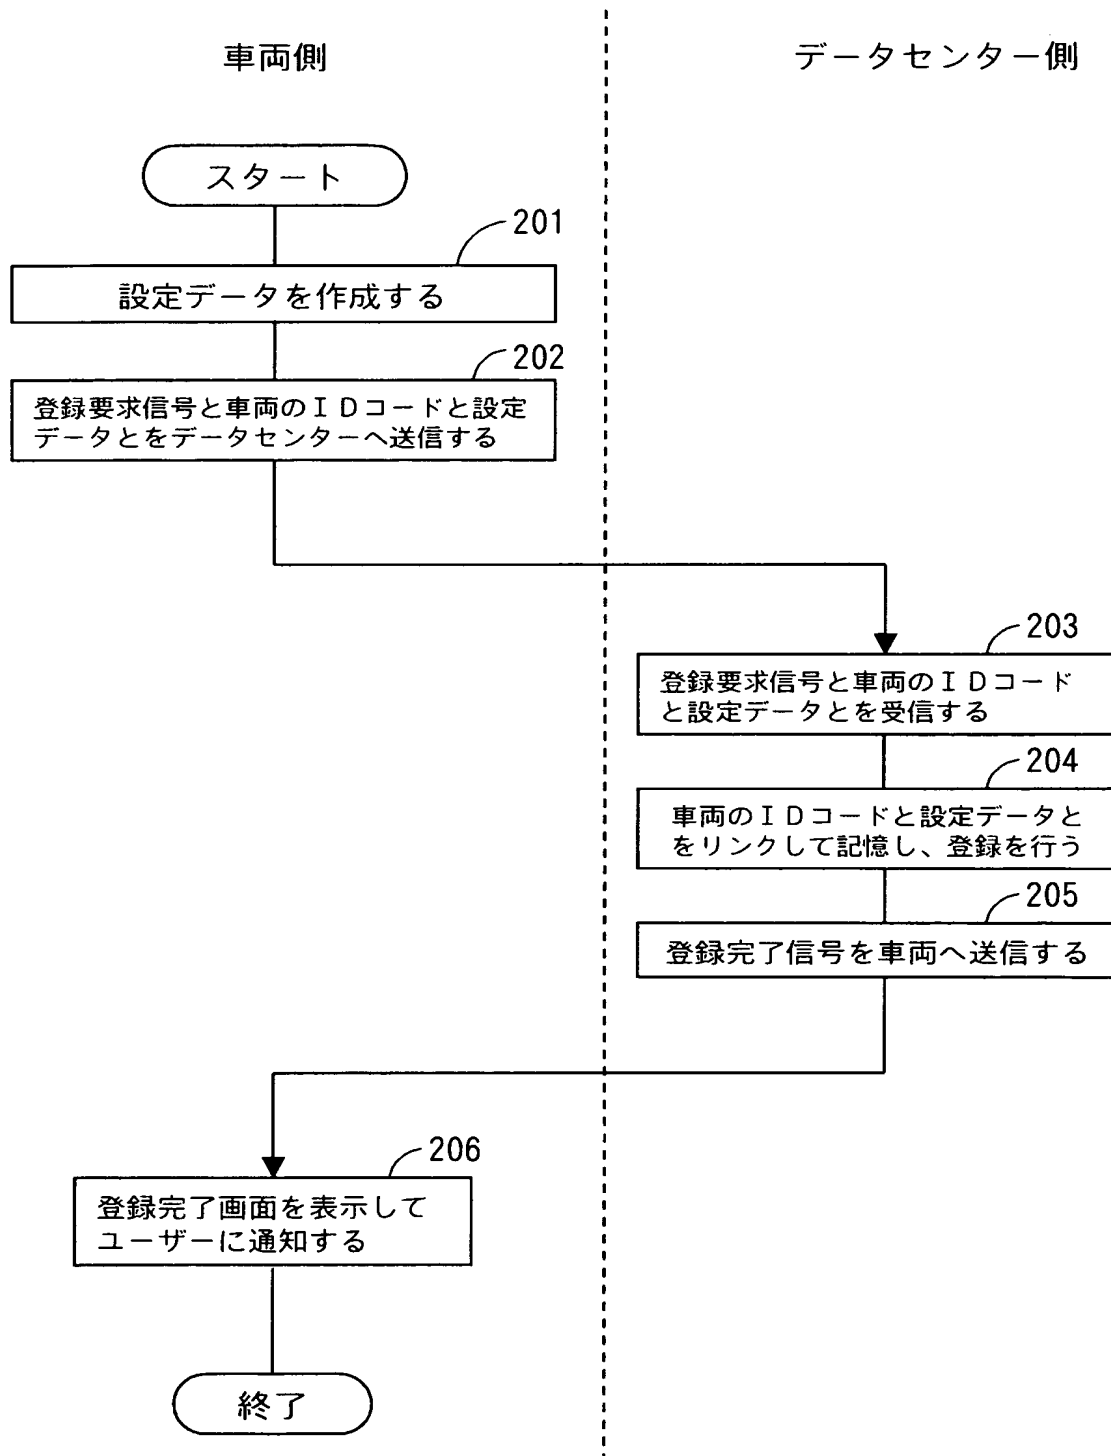 車両側
データセンター側
スタート
201
設定データを作成する
202
登録要求信号と車両のＩＤコードと設定
データとをデータセンターへ送信する
203
登録要求信号と車両のＩＤコード
と設定データとを受信する
204
車両のＩＤコードと設定データと
をリンクして記憶し、登録を行う
205
登録完了信号を車両へ送信する
206
登録完了画面を表示して
ユーザーに通知する
終了